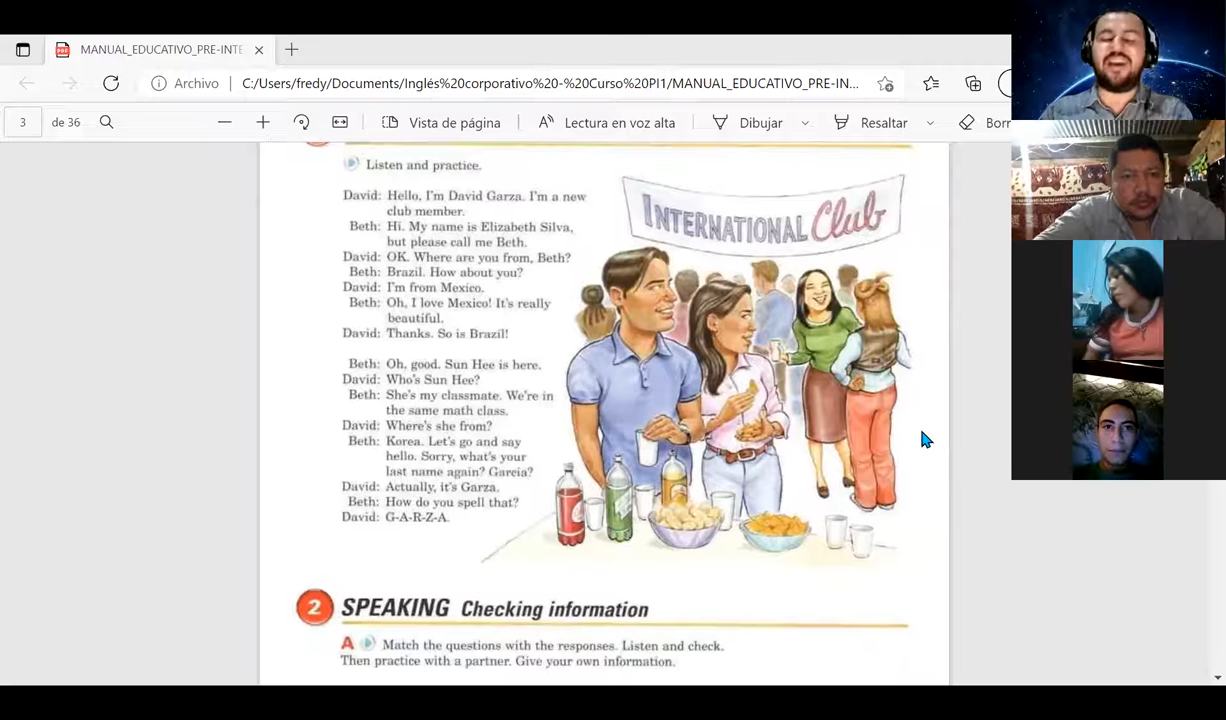 MANUAL_EDUCATIVO_PRE-INTE
Archivo
C:/Users/fredy/Documents/Inglés%20corporativo%20-%20Curso%20PI1/MANUAL_EDUCATIVO_PRE-IN...
3 de 36
Vista de página
Lectura en voz alta
Dibujar
Resaltar
Borr
Listen and practice.
David: Hello, I'm David Garza. I'm a new
club member.
Beth: Hi. My name is Elizabeth Silva,
but please call me Beth.
David: OK. Where are you from, Beth?
Beth: Brazil. How about you?
David: I'm from Mexico.
Beth: Oh, I love Mexico! It's really
beautiful.
David: Thanks. So is Brazil!
Beth: Oh, good. Sun Hee is here.
David: Who's Sun Hee?
Beth: She's my classmate. We're in
the same math class.
David: Where's she from?
Beth: Korea. Let's go and say
hello. Sorry, what's your
last name again? Garcia?
David: Actually, it's Garza.
Beth: How do you spell that?
David: G-A-R-Z-A.
INTERNATIONAL Club
2 SPEAKING Checking information
A Match the questions with the responses. Listen and check.
Then practice with a partner. Give your own information.